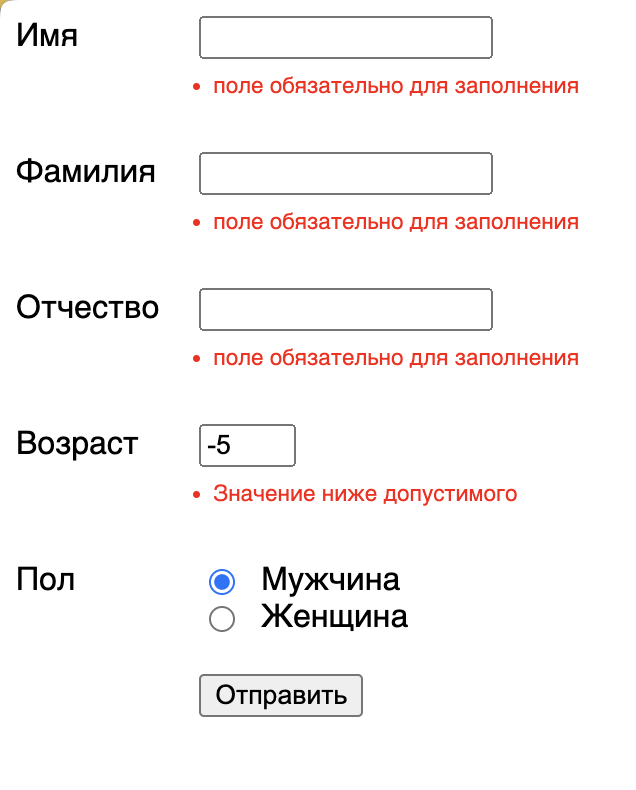 Имя
• поле обязательно для заполнения
Фамилия
• поле обязательно для заполнения
Отчество
• поле обязательно для заполнения
Возраст -5
• Значение ниже допустимого
Пол Мужчина
Женщина
Отправить